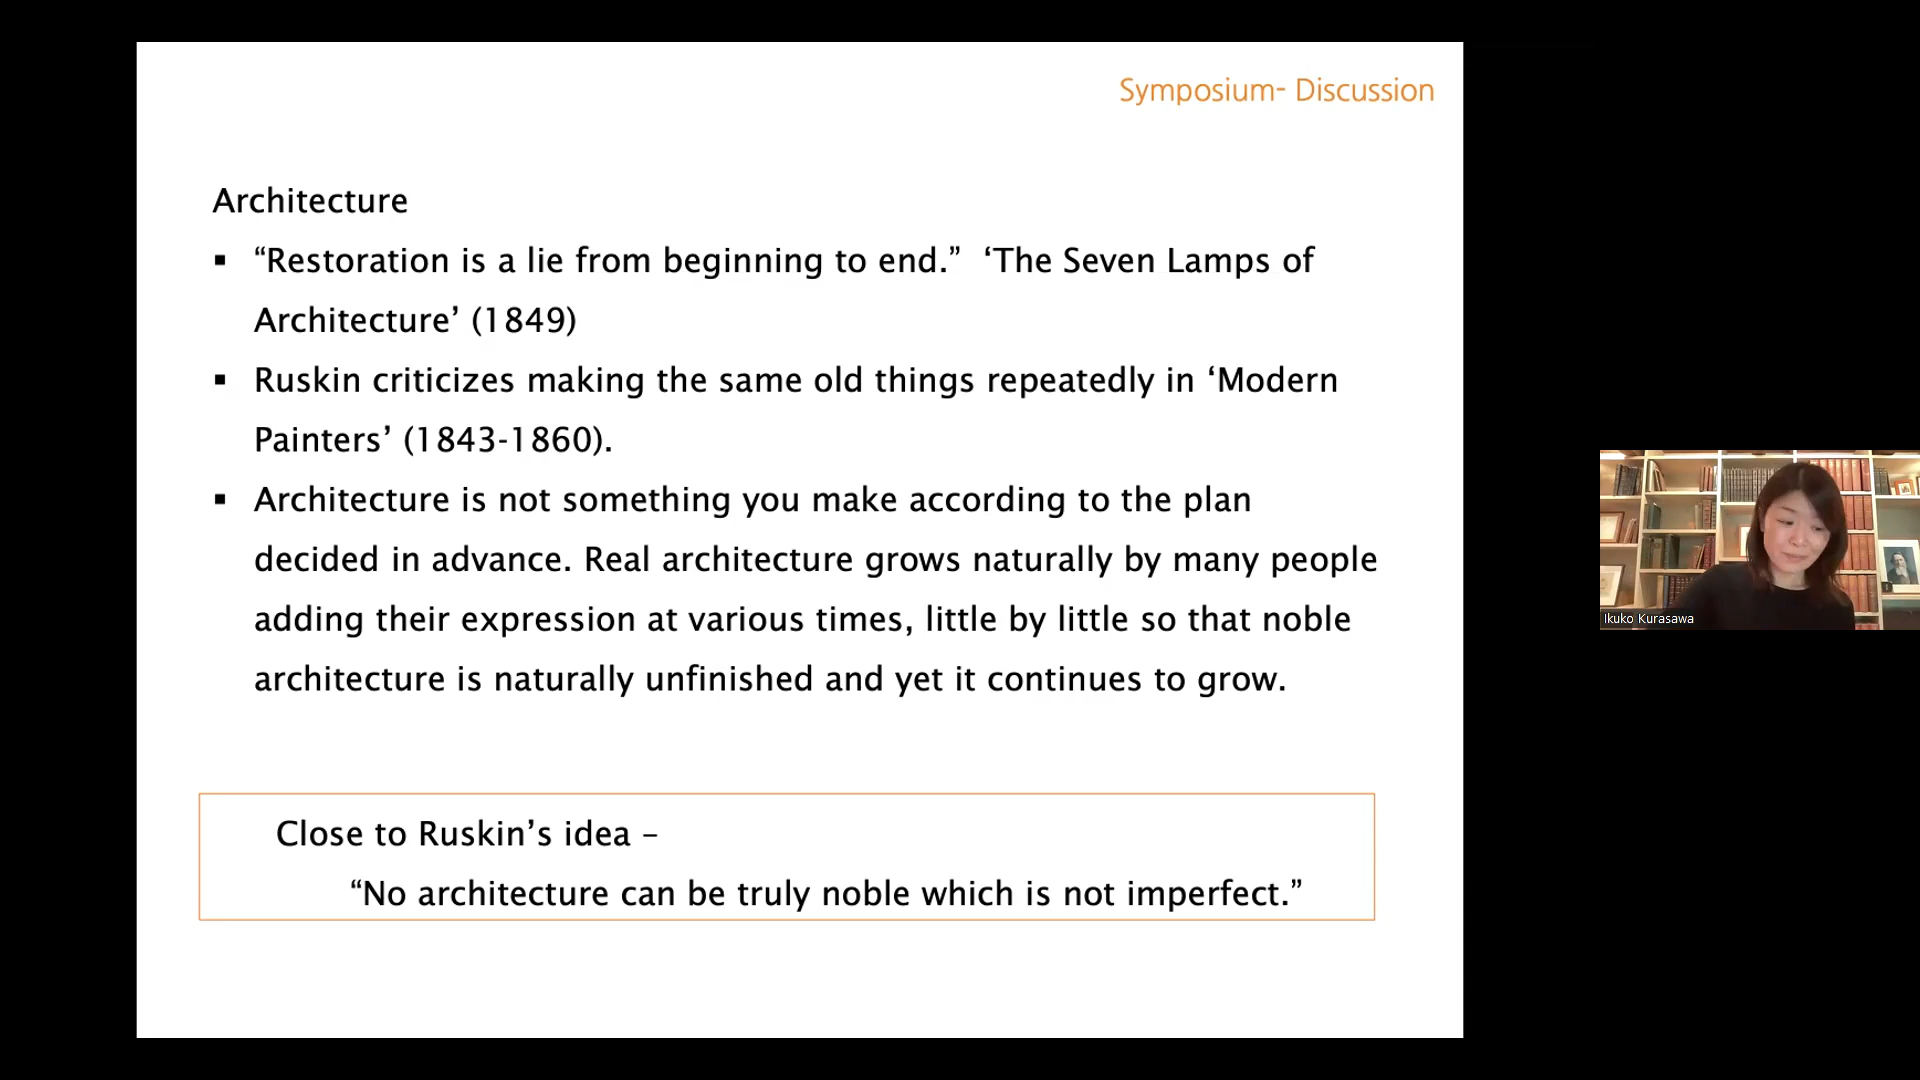 Symposium- Discussion
Architecture
▪ “Restoration is a lie from beginning to end.”  ‘The Seven Lamps of
Architecture’ (1849)
▪ Ruskin criticizes making the same old things repeatedly in ‘Modern
Painters’ (1843-1860).
▪ Architecture is not something you make according to the plan
decided in advance. Real architecture grows naturally by many people
adding their expression at various times, little by little so that noble
architecture is naturally unfinished and yet it continues to grow.
Close to Ruskin’s idea –
“No architecture can be truly noble which is not imperfect.”
Ikuko Kurasawa